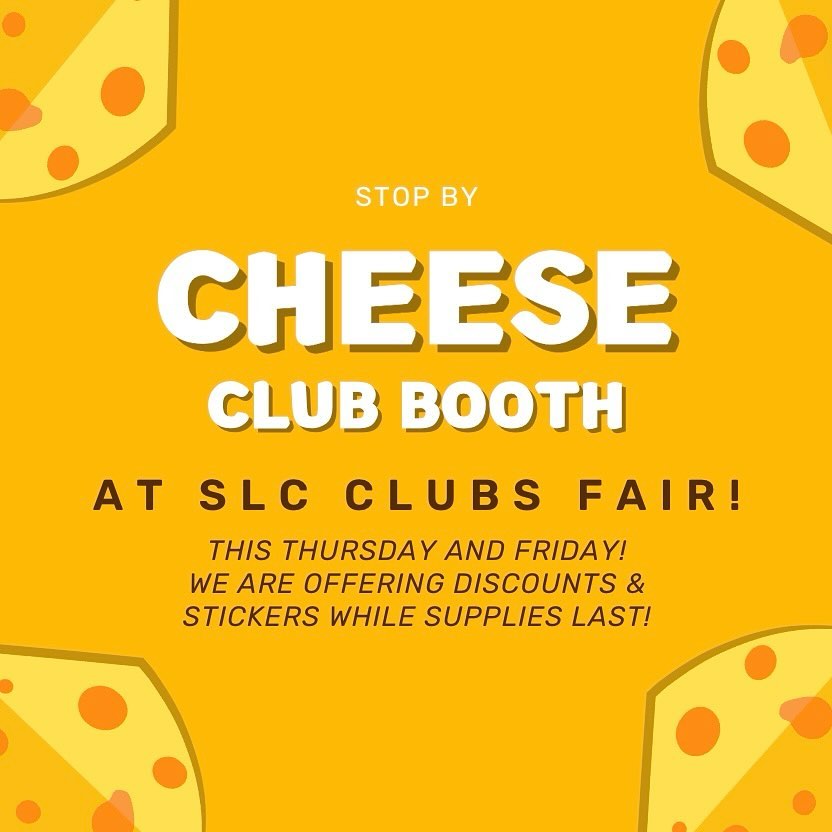 STOP BY
CHEESE
CLUB BOOTH
AT SLC CLUBS FAIR!
THIS THURSDAY AND FRIDAY!
WE ARE OFFERING DISCOUNTS &
STICKERS WHILE SUPPLIES LAST!